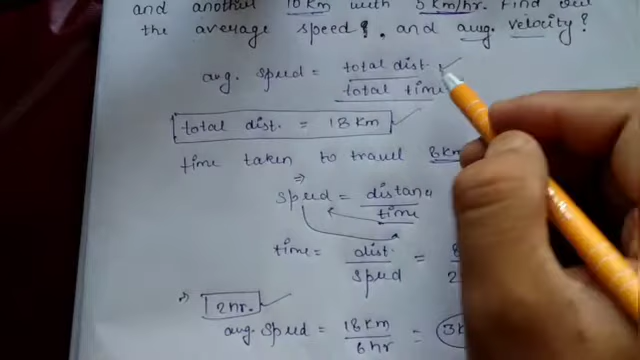 and another 10 Km with 5 km/hr. Find out
the average speed?. and avg. velocity?
avg. speed = total dist.
total time
total dist. = 18 Km
time taken to travel 8Km
speed = distance
time
time = dist. =
speed
2hr.
avg. speed = 18 Km =
6 hr